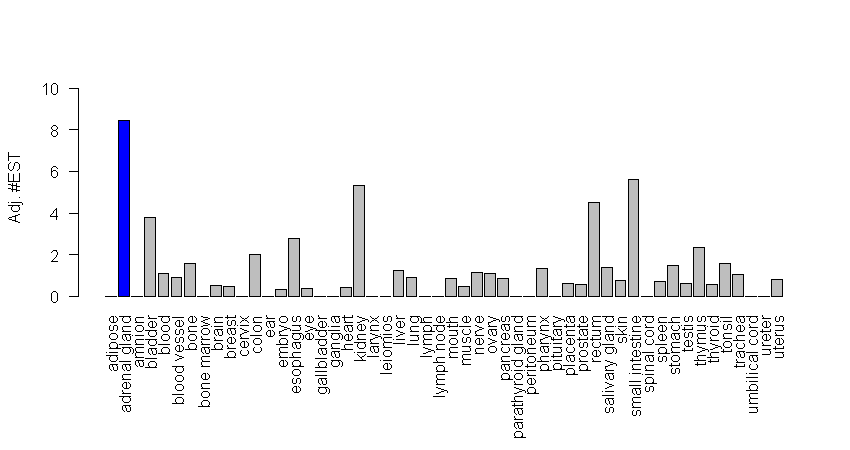 Adj. #EST
10
8
6
4
2
0
adipose
adrenal gland
amnion
bladder
blood
blood vessel
bone
bone marrow
brain
breast
cervix
colon
ear
embryo
esophagus
eye
gallbladder
ganglia
heart
kidney
larynx
leiomios
liver
lung
lymph
lymph node
mouth
muscle
nerve
ovary
pancreas
parathyroid gland
peritoneum
pharynx
pituitary
placenta
prostate
rectum
salivary gland
skin
small intestine
spinal cord
spleen
stomach
testis
thymus
thyroid
tonsil
trachea
umbilical cord
ureter
uterus